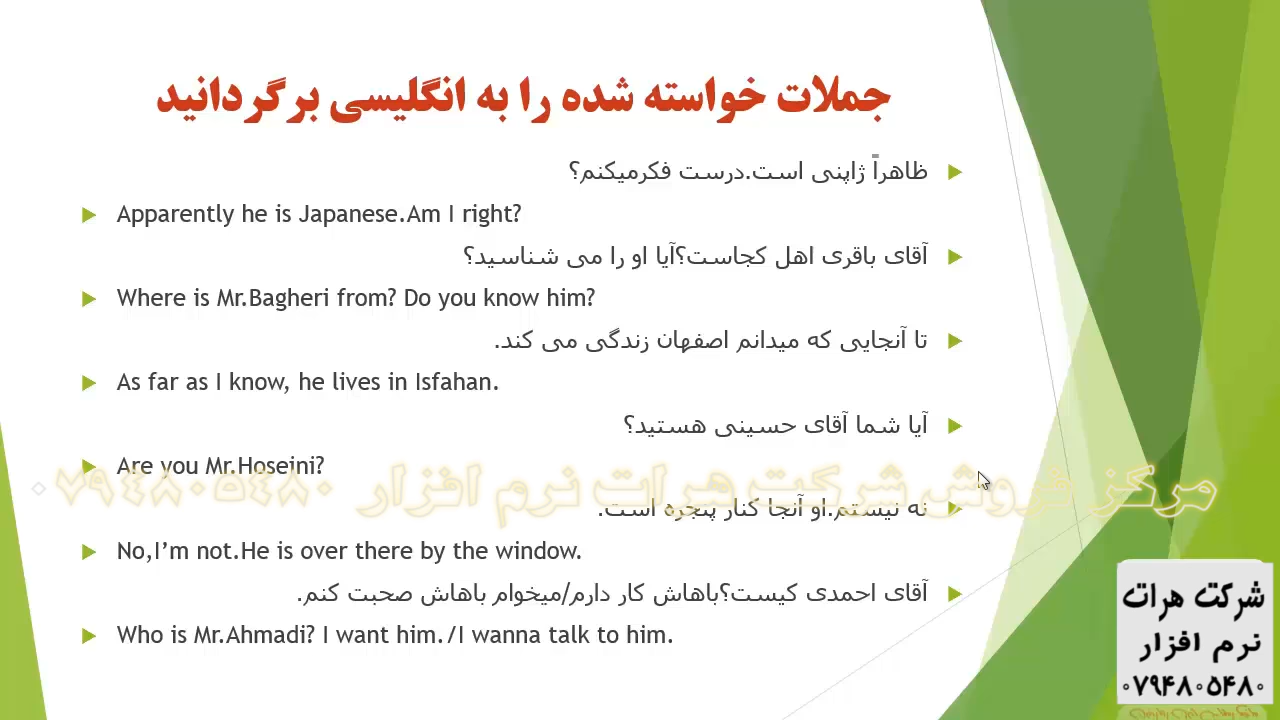 جملات خواسته شده را به انگلیسی برگردانید
ظاهراً ژاپنی است.درست فکرمیکنم؟
Apparently he is Japanese.Am I right?
آقای باقری اهل کجاست؟آیا او را می شناسید؟
Where is Mr.Bagheri from? Do you know him?
تا آنجایی که میدانم اصفهان زندگی می کند.
As far as I know, he lives in Isfahan.
آیا شما آقای حسینی هستید؟
Are you Mr.Hoseini?
مرکز فروش شرکت هرات نرم افزار ۰۷۹۴۸۰۵۴۸۰
نه نیستم.او آنجا کنار پنجره است.
No,I’m not.He is over there by the window.
آقای احمدی کیست؟باهاش کار دارم/میخوام باهاش صحبت کنم.
Who is Mr.Ahmadi? I want him./I wanna talk to him.
شرکت هرات
نرم افزار
۰۷۹۴۸۰۵۴۸۰